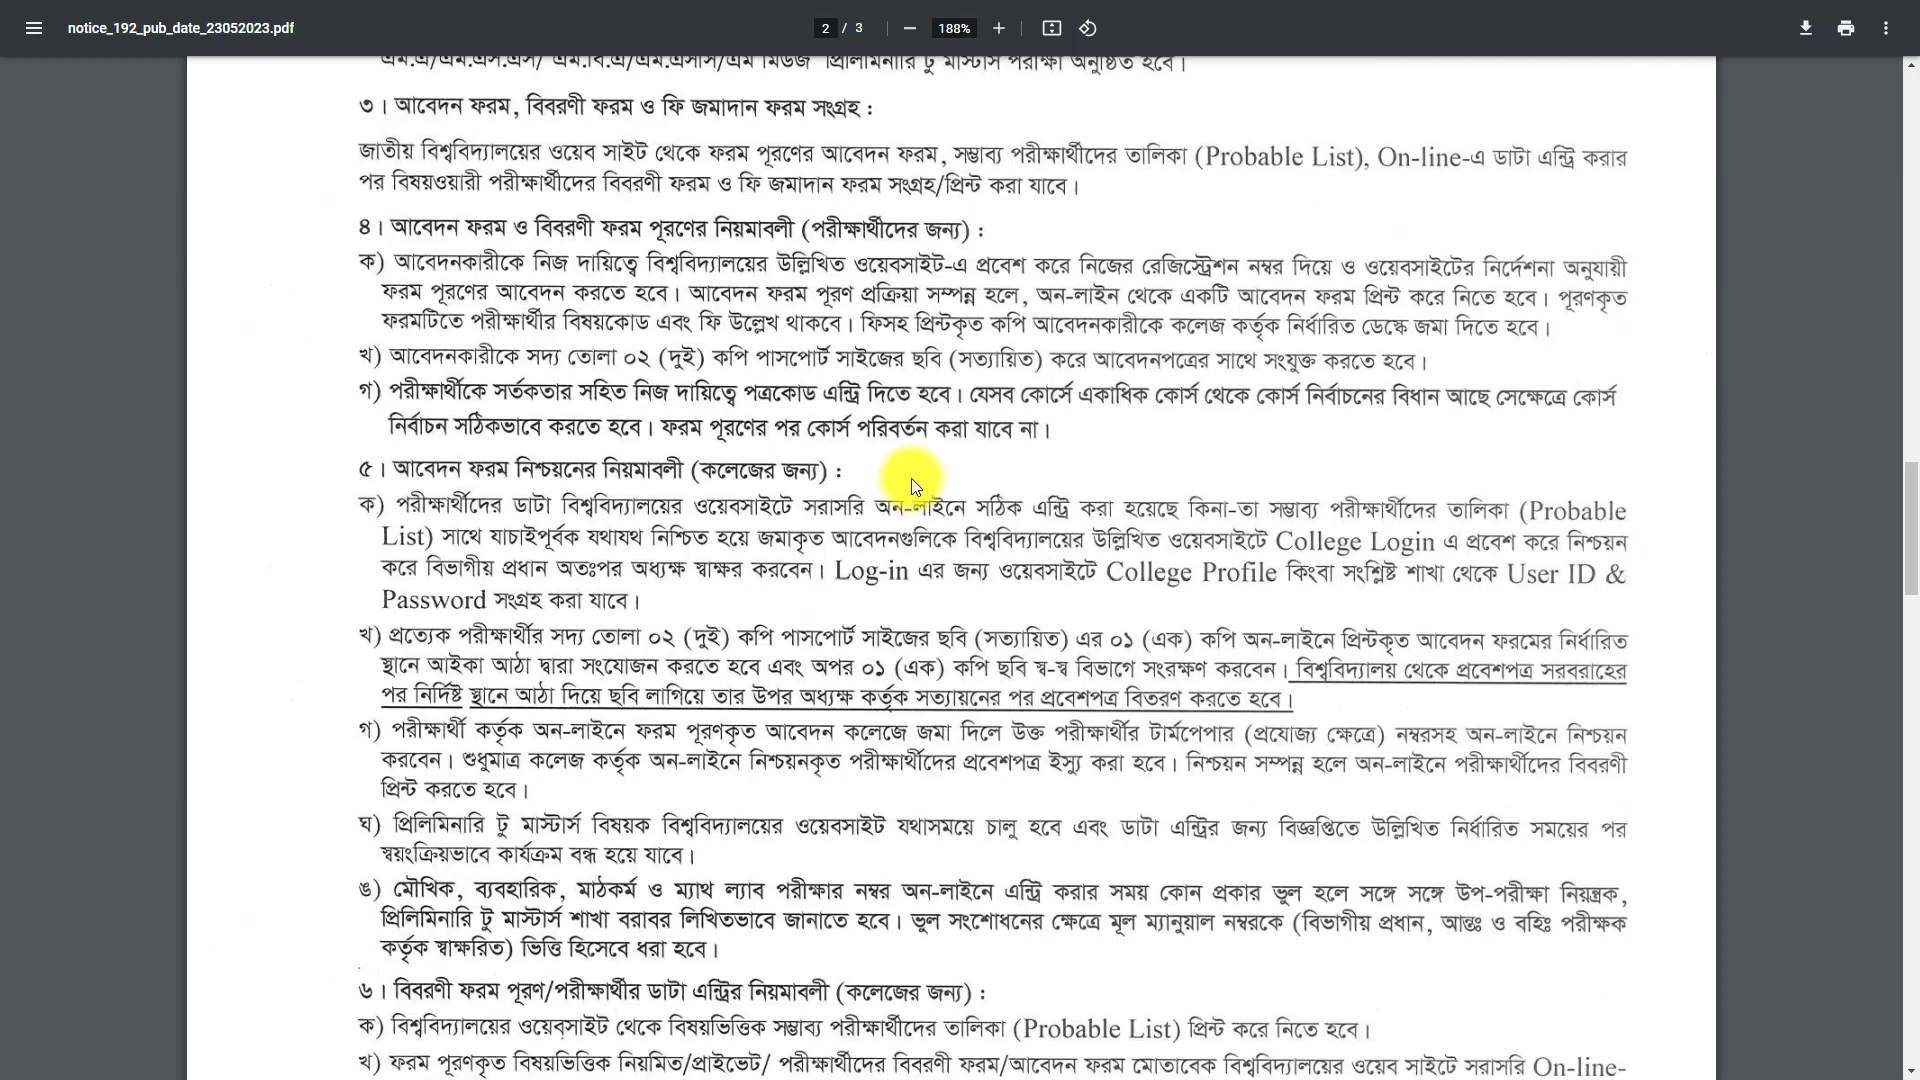 notice_192_pub_date_23052023.pdf
2 / 3
188%
এম.এ/এম.এস.এস/ এম.বি.এ/এম.এসসি/এম মিউজ প্রিলিমিনারি টু মাস্টার্স পরীক্ষা অনুষ্ঠিত হবে।
৩। আবেদন ফরম, বিবরণী ফরম ও ফি জমাদান ফরম সংগ্রহ :
জাতীয় বিশ্ববিদ্যালয়ের ওয়েব সাইট থেকে ফরম পূরণের আবেদন ফরম, সম্ভাব্য পরীক্ষার্থীদের তালিকা (Probable List), On-line-এ ডাটা এন্ট্রি করার
পর বিষয়ওয়ারী পরীক্ষার্থীদের বিবরণী ফরম ও ফি জমাদান ফরম সংগ্রহ/প্রিন্ট করা যাবে।
৪। আবেদন ফরম ও বিবরণী ফরম পূরণের নিয়মাবলী (পরীক্ষার্থীদের জন্য) :
ক) আবেদনকারীকে নিজ দায়িত্বে বিশ্ববিদ্যালয়ের উল্লিখিত ওয়েবসাইট-এ প্রবেশ করে নিজের রেজিস্ট্রেশন নম্বর দিয়ে ও ওয়েবসাইটের নির্দেশনা অনুযায়ী
ফরম পূরণের আবেদন করতে হবে। আবেদন ফরম পূরণ প্রক্রিয়া সম্পন্ন হলে, অন-লাইন থেকে একটি আবেদন ফরম প্রিন্ট করে নিতে হবে। পূরণকৃত
ফরমটিতে পরীক্ষার্থীর বিষয়কোড এবং ফি উল্লেখ থাকবে। ফিসহ প্রিন্টকৃত কপি আবেদনকারীকে কলেজ কর্তৃক নির্ধারিত ডেস্কে জমা দিতে হবে।
খ) আবেদনকারীকে সদ্য তোলা ০২ (দুই) কপি পাসপোর্ট সাইজের ছবি (সত্যায়িত) করে আবেদনপত্রের সাথে সংযুক্ত করতে হবে।
গ) পরীক্ষার্থীকে সর্তকতার সহিত নিজ দায়িত্বে পত্রকোড এন্ট্রি দিতে হবে। যেসব কোর্সে একাধিক কোর্স থেকে কোর্স নির্বাচনের বিধান আছে সেক্ষেত্রে কোর্স
নির্বাচন সঠিকভাবে করতে হবে। ফরম পূরণের পর কোর্স পরিবর্তন করা যাবে না।
৫। আবেদন ফরম নিশ্চয়নের নিয়মাবলী (কলেজের জন্য) :
ক) পরীক্ষার্থীদের ডাটা বিশ্ববিদ্যালয়ের ওয়েবসাইটে সরাসরি অন-লাইনে সঠিক এন্ট্রি করা হয়েছে কিনা-তা সম্ভাব্য পরীক্ষার্থীদের তালিকা (Probable
List) সাথে যাচাইপূর্বক যথাযথ নিশ্চিত হয়ে জমাকৃত আবেদনগুলিকে বিশ্ববিদ্যালয়ের উল্লিখিত ওয়েবসাইটে College Login এ প্রবেশ করে নিশ্চয়ন
করে বিভাগীয় প্রধান অতঃপর অধ্যক্ষ স্বাক্ষর করবেন। Log-in এর জন্য ওয়েবসাইটে College Profile কিংবা সংশ্লিষ্ট শাখা থেকে User ID &
Password সংগ্রহ করা যাবে।
খ) প্রত্যেক পরীক্ষার্থীর সদ্য তোলা ০২ (দুই) কপি পাসপোর্ট সাইজের ছবি (সত্যায়িত) এর ০১ (এক) কপি অন-লাইনে প্রিন্টকৃত আবেদন ফরমের নির্ধারিত
স্থানে আইকা আঠা দ্বারা সংযোজন করতে হবে এবং অপর ০১ (এক) কপি ছবি স্ব-স্ব বিভাগে সংরক্ষণ করবেন। বিশ্ববিদ্যালয় থেকে প্রবেশপত্র সরবরাহের
পর নির্দিষ্ট স্থানে আঠা দিয়ে ছবি লাগিয়ে তার উপর অধ্যক্ষ কর্তৃক সত্যায়নের পর প্রবেশপত্র বিতরণ করতে হবে।
গ) পরীক্ষার্থী কর্তৃক অন-লাইনে ফরম পূরণকৃত আবেদন কলেজে জমা দিলে উক্ত পরীক্ষার্থীর টার্মপেপার (প্রযোজ্য ক্ষেত্রে) নম্বরসহ অন-লাইনে নিশ্চয়ন
করবেন। শুধুমাত্র কলেজ কর্তৃক অন-লাইনে নিশ্চয়নকৃত পরীক্ষার্থীদের প্রবেশপত্র ইস্যু করা হবে। নিশ্চয়ন সম্পন্ন হলে অন-লাইনে পরীক্ষার্থীদের বিবরণী
প্রিন্ট করতে হবে।
ঘ) প্রিলিমিনারি টু মাস্টার্স বিষয়ক বিশ্ববিদ্যালয়ের ওয়েবসাইট যথাসময়ে চালু হবে এবং ডাটা এন্ট্রির জন্য বিজ্ঞপ্তিতে উল্লিখিত নির্ধারিত সময়ের পর
স্বয়ংক্রিয়ভাবে কার্যক্রম বন্ধ হয়ে যাবে।
ঙ) মৌখিক, ব্যবহারিক, মাঠকর্ম ও ম্যাথ ল্যাব পরীক্ষার নম্বর অন-লাইনে এন্ট্রি করার সময় কোন প্রকার ভুল হলে সঙ্গে সঙ্গে উপ-পরীক্ষা নিয়ন্ত্রক,
প্রিলিমিনারি টু মাস্টার্স শাখা বরাবর লিখিতভাবে জানাতে হবে। ভুল সংশোধনের ক্ষেত্রে মূল ম্যানুয়াল নম্বরকে (বিভাগীয় প্রধান, আন্তঃ ও বহিঃ পরীক্ষক
কর্তৃক স্বাক্ষরিত) ভিত্তি হিসেবে ধরা হবে।
৬। বিবরণী ফরম পূরণ/পরীক্ষার্থীর ডাটা এন্ট্রির নিয়মাবলী (কলেজের জন্য) :
ক) বিশ্ববিদ্যালয়ের ওয়েবসাইট থেকে বিষয়ভিত্তিক সম্ভাব্য পরীক্ষার্থীদের তালিকা (Probable List) প্রিন্ট করে নিতে হবে।
খ) ফরম পূরণকৃত বিষয়ভিত্তিক নিয়মিত/প্রাইভেট/ পরীক্ষার্থীদের বিবরণী ফরম/আবেদন ফরম মোতাবেক বিশ্ববিদ্যালয়ের ওয়েব সাইটে সরাসরি On-line-